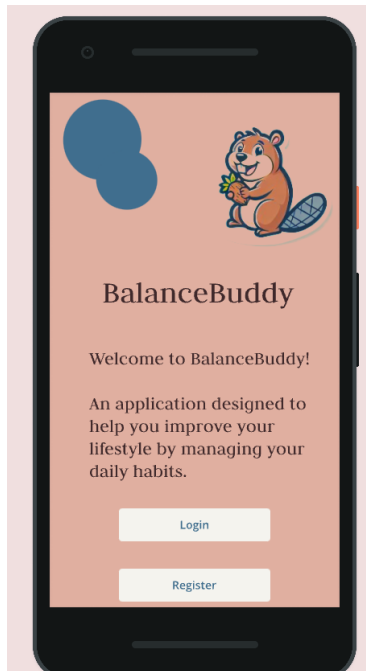 BalanceBuddy
Welcome to BalanceBuddy!
An application designed to
help you improve your
lifestyle by managing your
daily habits.
Login
Register